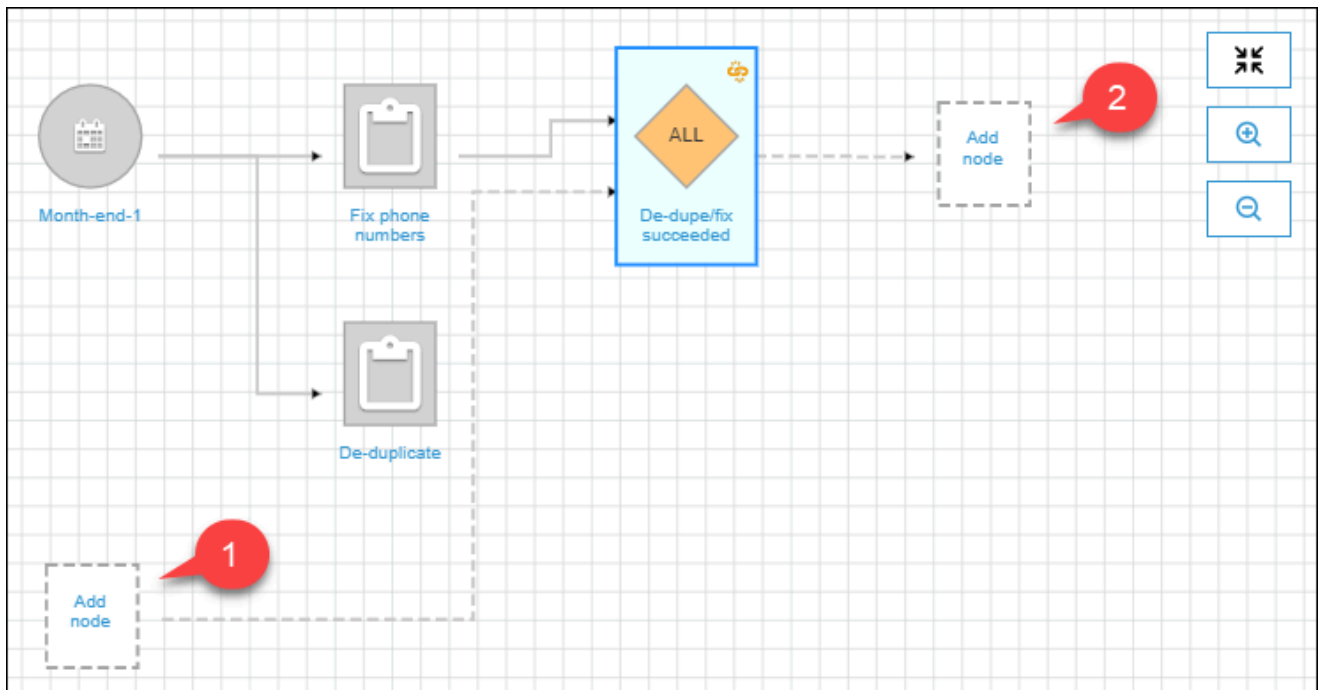 Month-end-1
Fix phone
numbers
ALL
De-dupe/fix
succeeded
Add
node
2
De-duplicate
1
Add
node